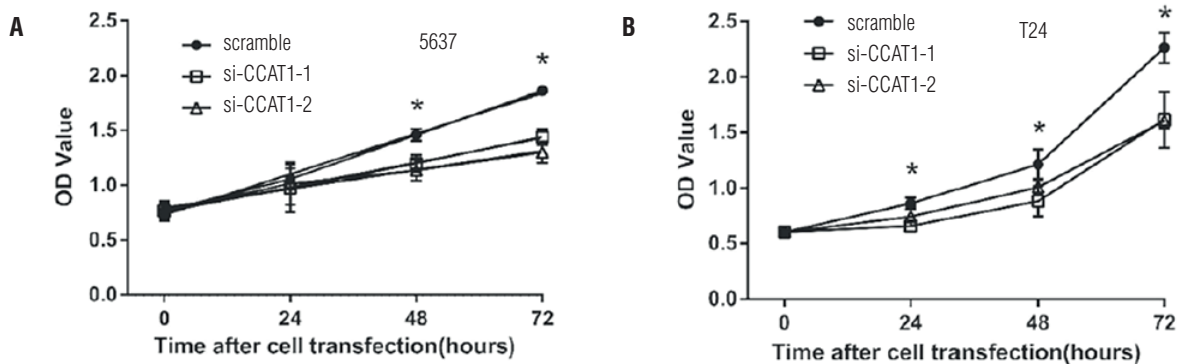 A
5637
scramble
si-CCAT1-1
si-CCAT1-2
*
*
OD Value
2.5
2.0
1.5
1.0
0.5
0.0
0 24 48 72
Time after cell transfection(hours)
B
T24
scramble
si-CCAT1-1
si-CCAT1-2
*
*
*
OD Value
2.5
2.0
1.5
1.0
0.5
0.0
0 24 48 72
Time after cell transfection(hours)